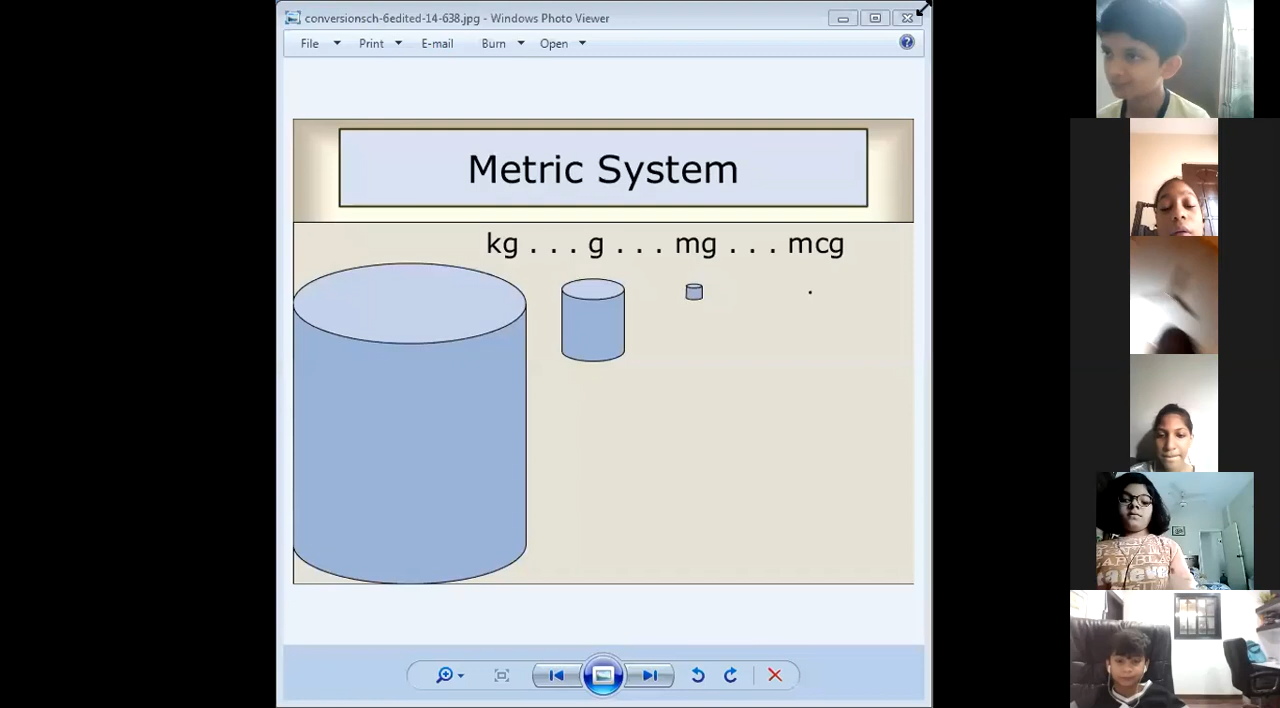 conversionsch-6edited-14-638.jpg - Windows Photo Viewer
File Print E-mail Burn Open
Metric System
kg . . . g . . . mg . . . mcg